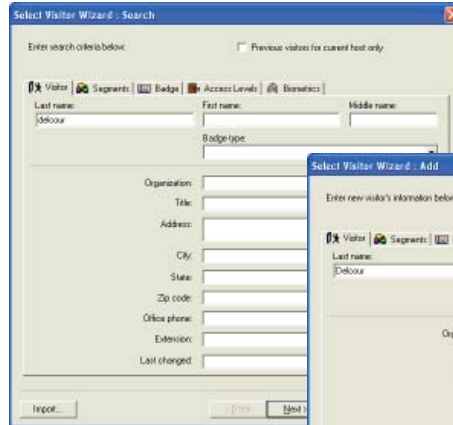 Select Visitor Wizard : Search
Enter search criteria below:
Previous visitors for current host only
Visitor Segments Badge Access Levels Biometrics
Last name: First name: Middle name:
delcour
Badge type:
Organization:
Title:
Address:
City:
State:
Zip code:
Office phone:
Extension:
Last changed:
Import... < Back Next >
Select Visitor Wizard : Add
Enter new visitor's information below
Visitor Segments
Last name:
Delcour
Org